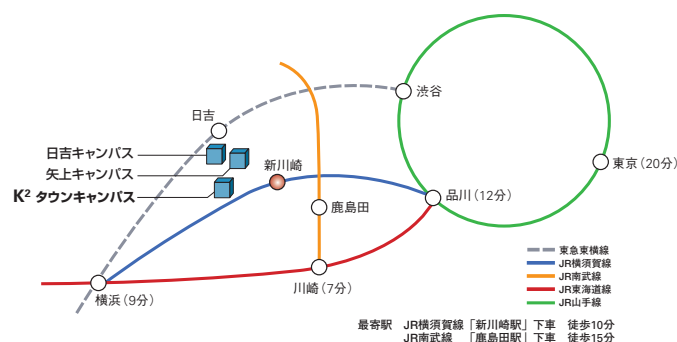 渋谷
日吉
日吉キャンパス
矢上キャンパス
K² タウンキャンパス
新川崎
東京(20分)
品川(12分)
鹿島田
川崎(7分)
横浜(9分)
東急東横線
JR横須賀線
JR南武線
JR東海道線
JR山手線
最寄駅 JR横須賀線「新川崎駅」下車 徒歩10分
JR南武線 「鹿島田駅」下車 徒歩15分